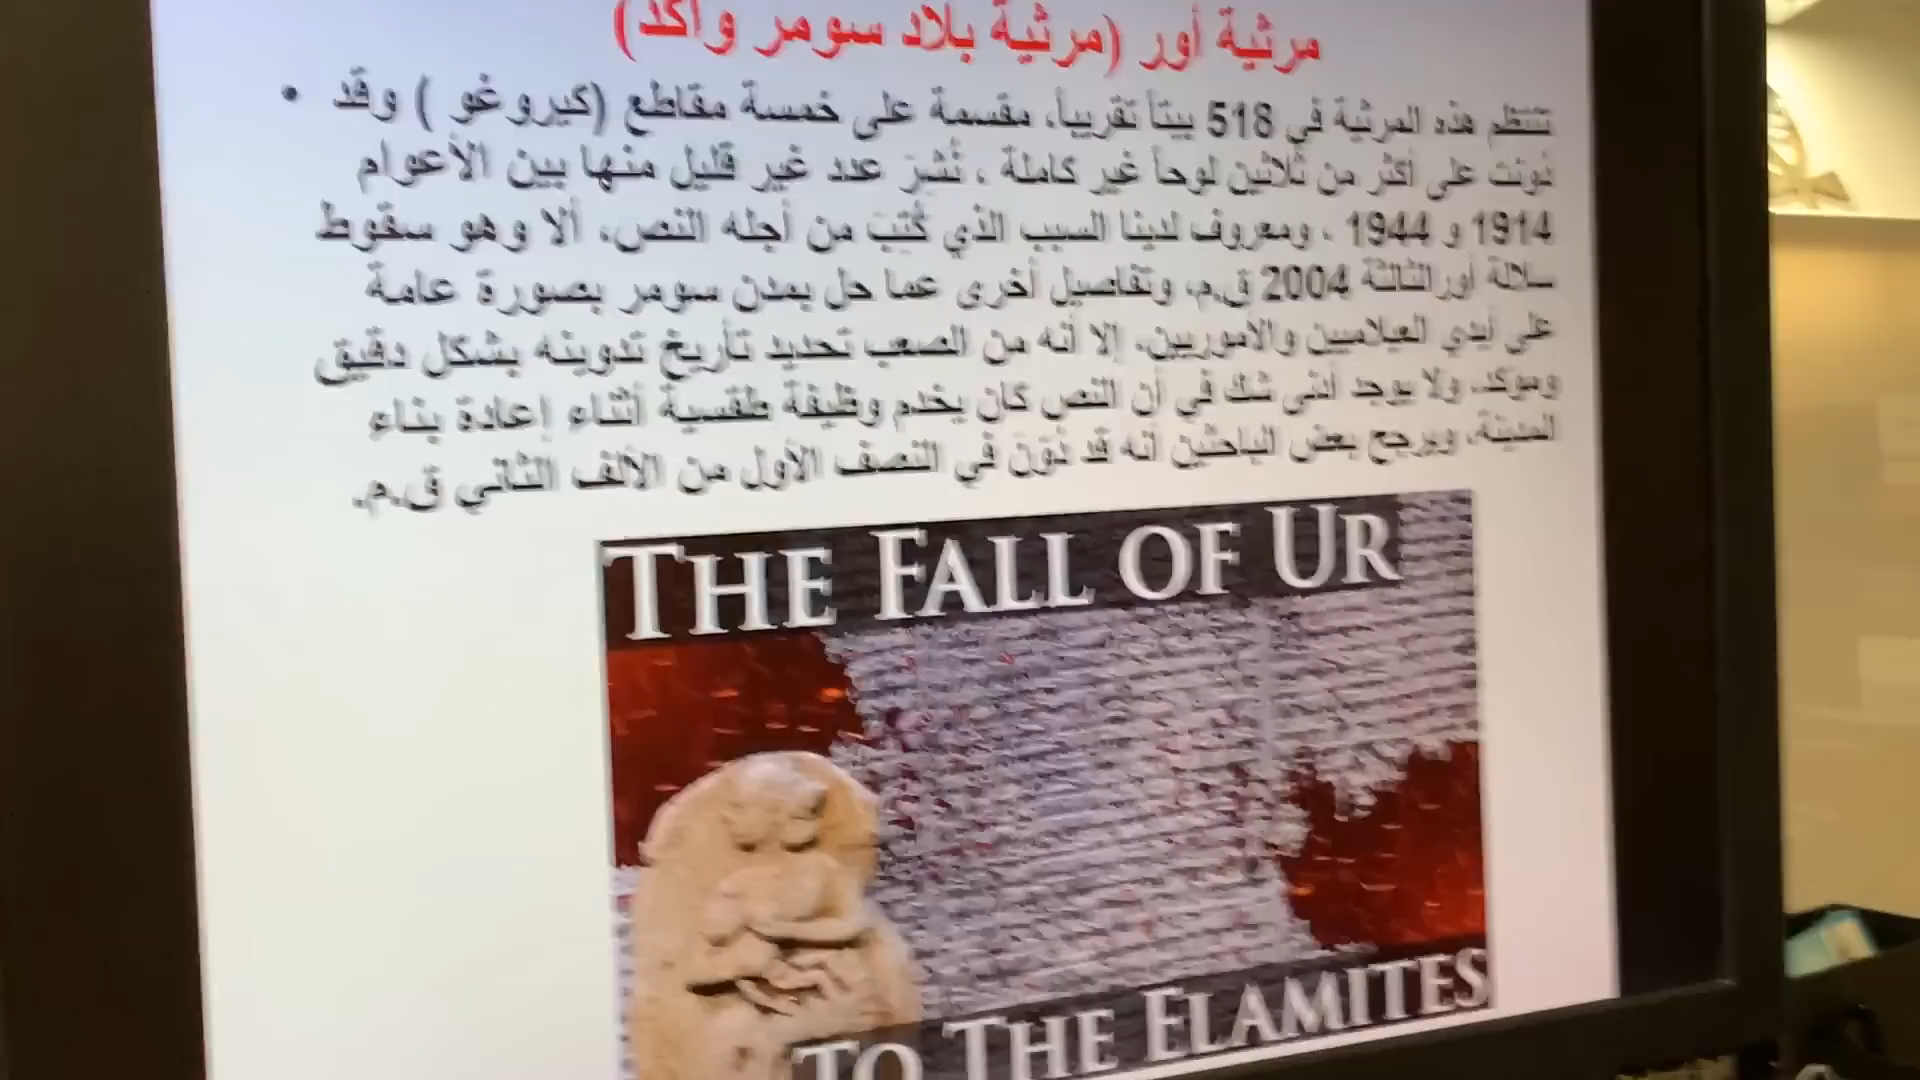 مرثية أور (مرثية بلاد سومر وأكد)
• تنتظم هذه المرثية في 518 بيتاً تقريباً، مقسمة على خمسة مقاطع (كيروغو ) وقد
دُونت على أكثر من ثلاثين لوحاً غير كاملة ، نُشرَ عدد غير قليل منها بين الأعوام
1914 و 1944 ، ومعروف لدينا السبب الذي كُتبَ من أجله النص، ألا وهو سقوط
سلالة أورالثالثة 2004 ق.م، وتفاصيل أخرى عما حل بمدن سومر بصورة عامة
على أيدي العيلاميين والأموريين، إلا أنه من الصعب تحديد تأريخ تدوينه بشكل دقيق
ومؤكد، ولا يوجد أدنى شك في أن النص كان يخدم وظيفة طقسية أثناء إعادة بناء
المدينة، ويرجح بعض الباحثين أنه قد دُوّن في النصف الأول من الألف الثاني ق.م.
THE FALL OF UR
TO THE ELAMITES